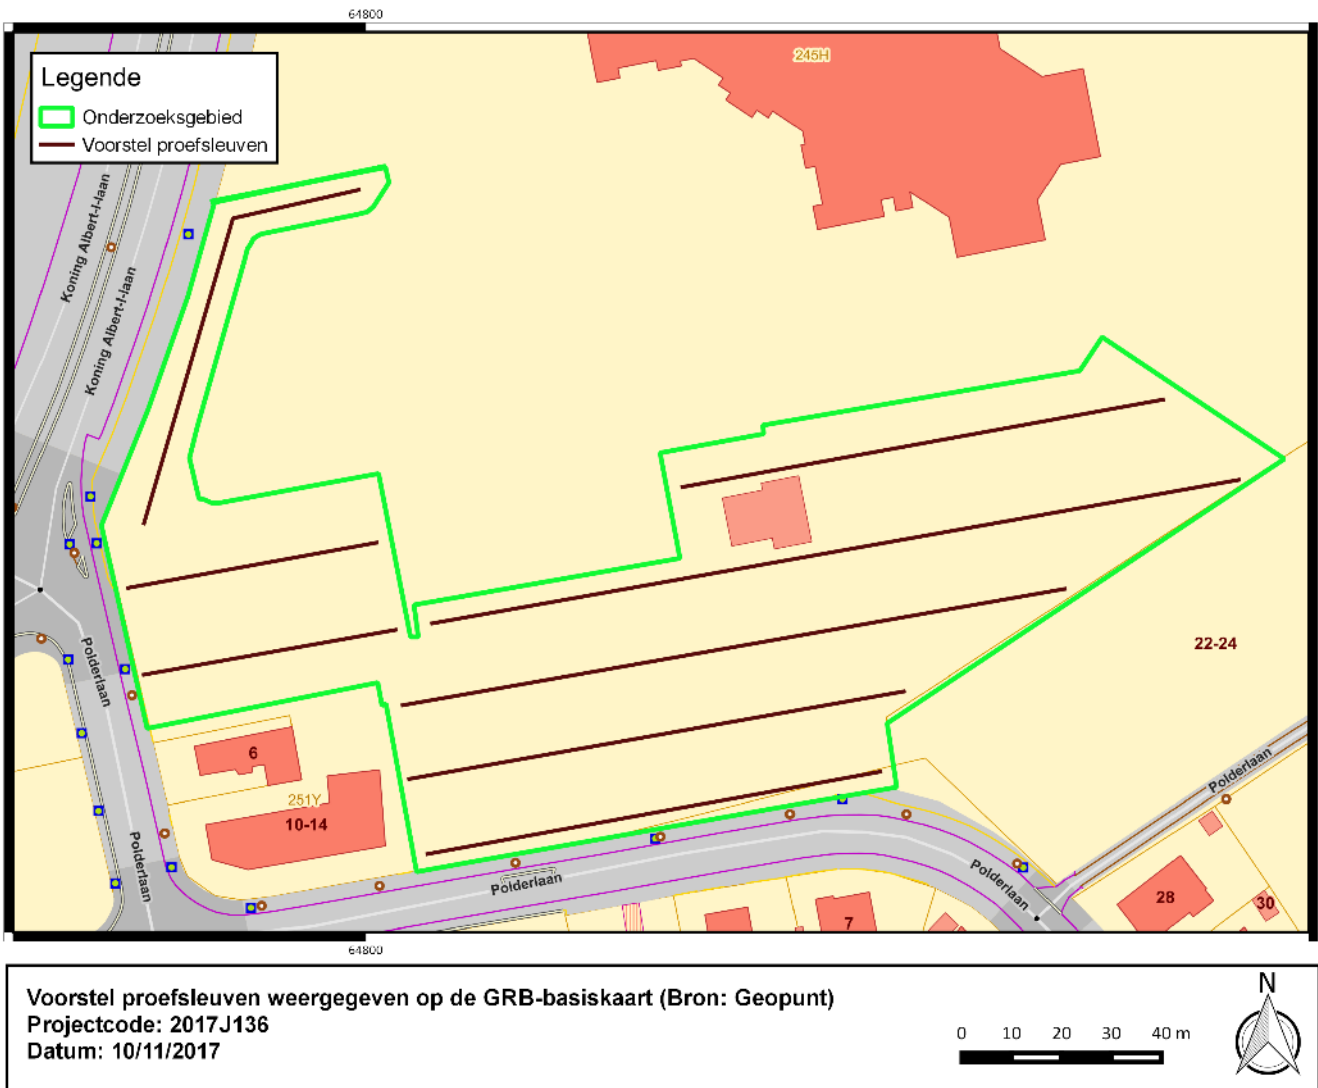 64800
Legende
Onderzoeksgebied
Voorstel proefsleuven
245H
Koning Albert-I-laan
Koning Albert-I-laan
Polderlaan
22-24
6
251Y
10-14
Polderlaan
Polderlaan
Polderlaan
Polderlaan
28
30
7
64800
Voorstel proefsleuven weergegeven op de GRB-basiskaart (Bron: Geopunt)
Projectcode: 2017J136
Datum: 10/11/2017
0 10 20 30 40 m
N